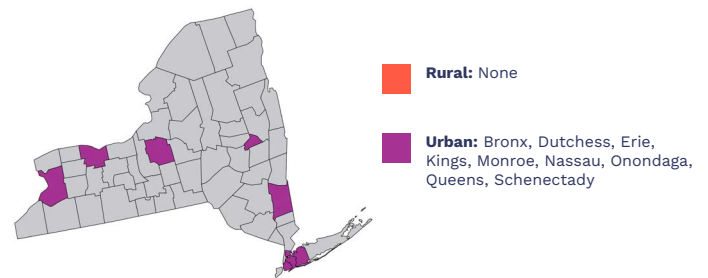 Rural: None
Urban: Bronx, Dutchess, Erie,
Kings, Monroe, Nassau, Onondaga,
Queens, Schenectady